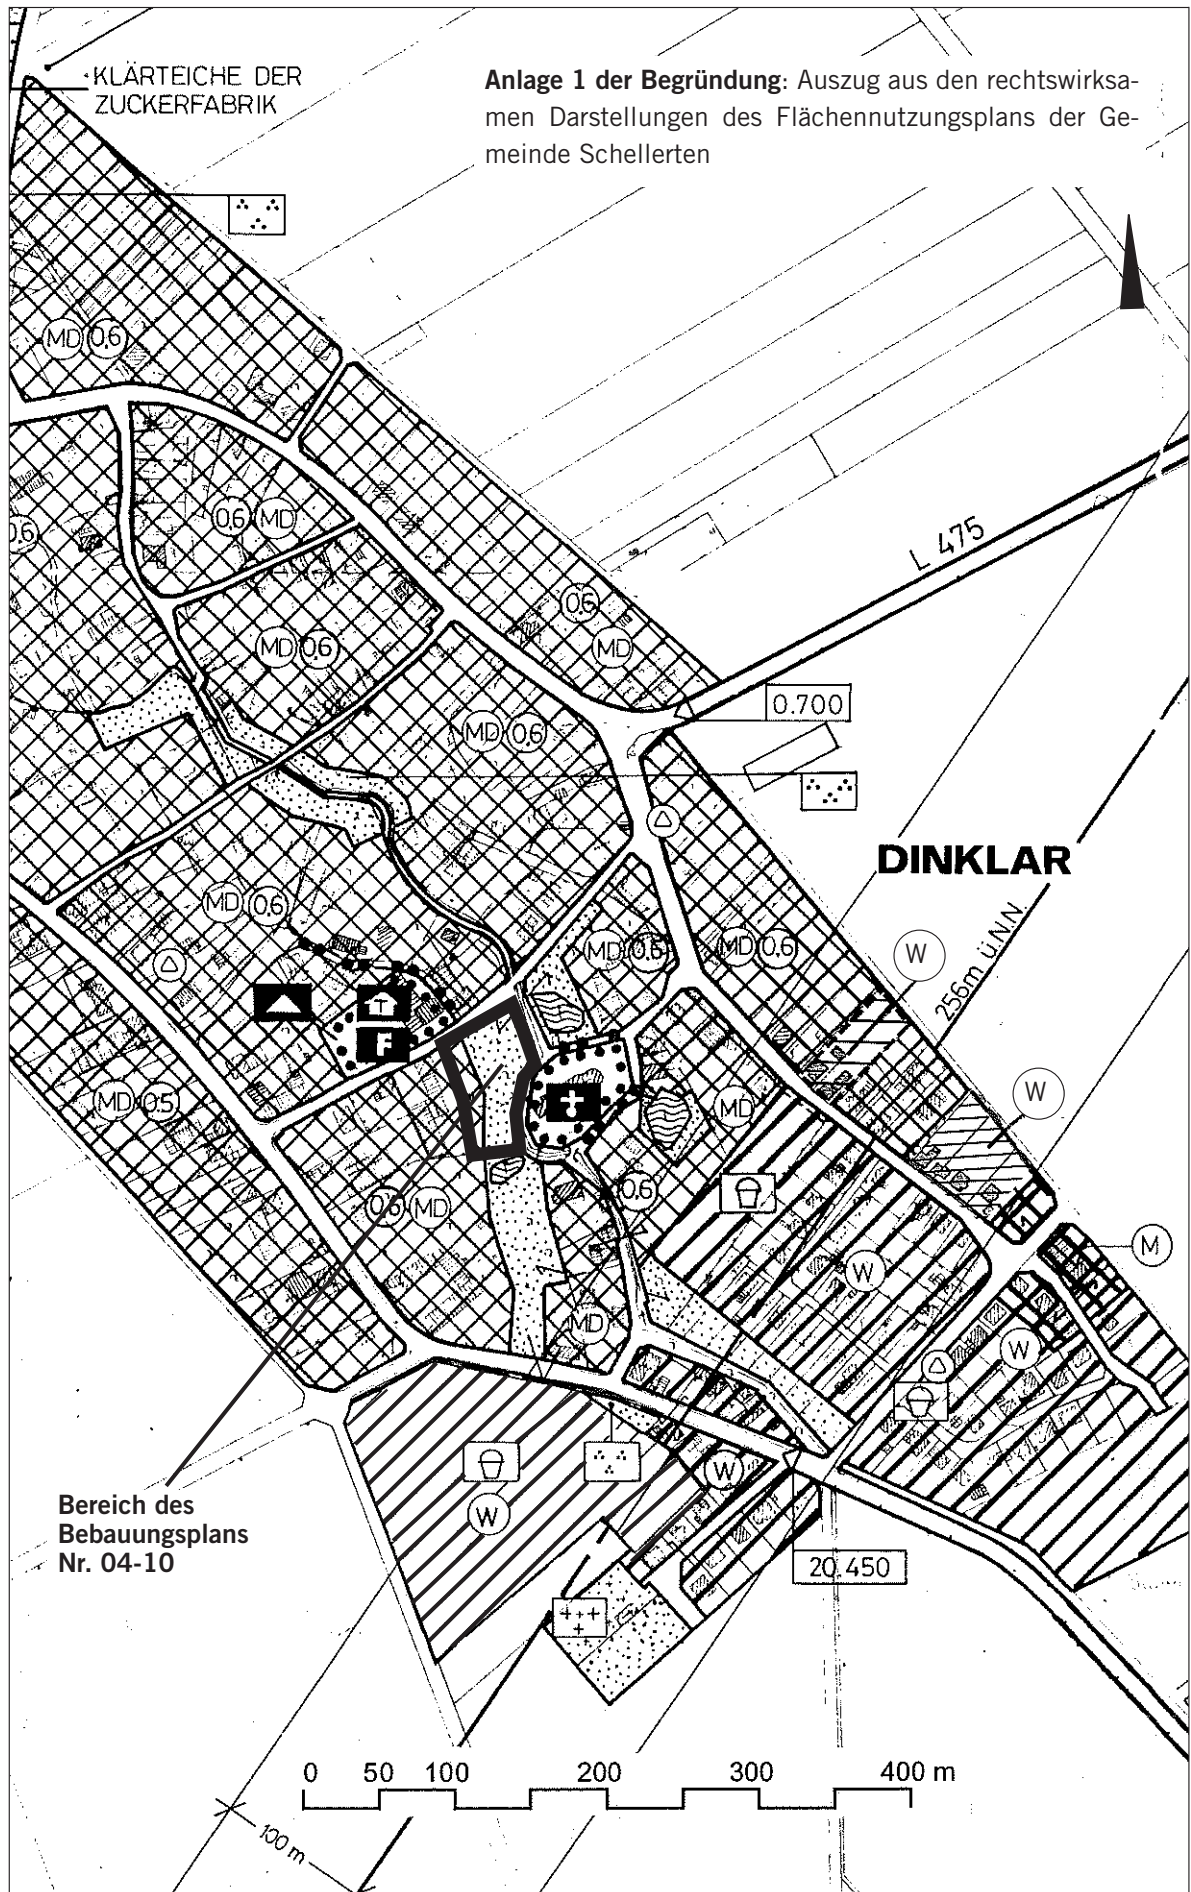 KLÄRTEICHE DER
ZUCKERFABRIK
Anlage 1 der Begründung: Auszug aus den rechtswirksa-
men Darstellungen des Flächennutzungsplans der Ge-
meinde Schellerten
MD 0.6
0.6 MD
0.6
L 475
0.6
MD
MD 0.6
0.700
MD 0.6
DINKLAR
MD 0.6
MD 0.6
MD 0.6
W
256m ü.NN
T
F
W
MD 0.5
MD
0.6
0.6 MD
M
W
MD
W
W
W
Bereich des
Bebauungsplans
Nr. 04-10
20.450
0 50 100 200 300 400 m
100 m